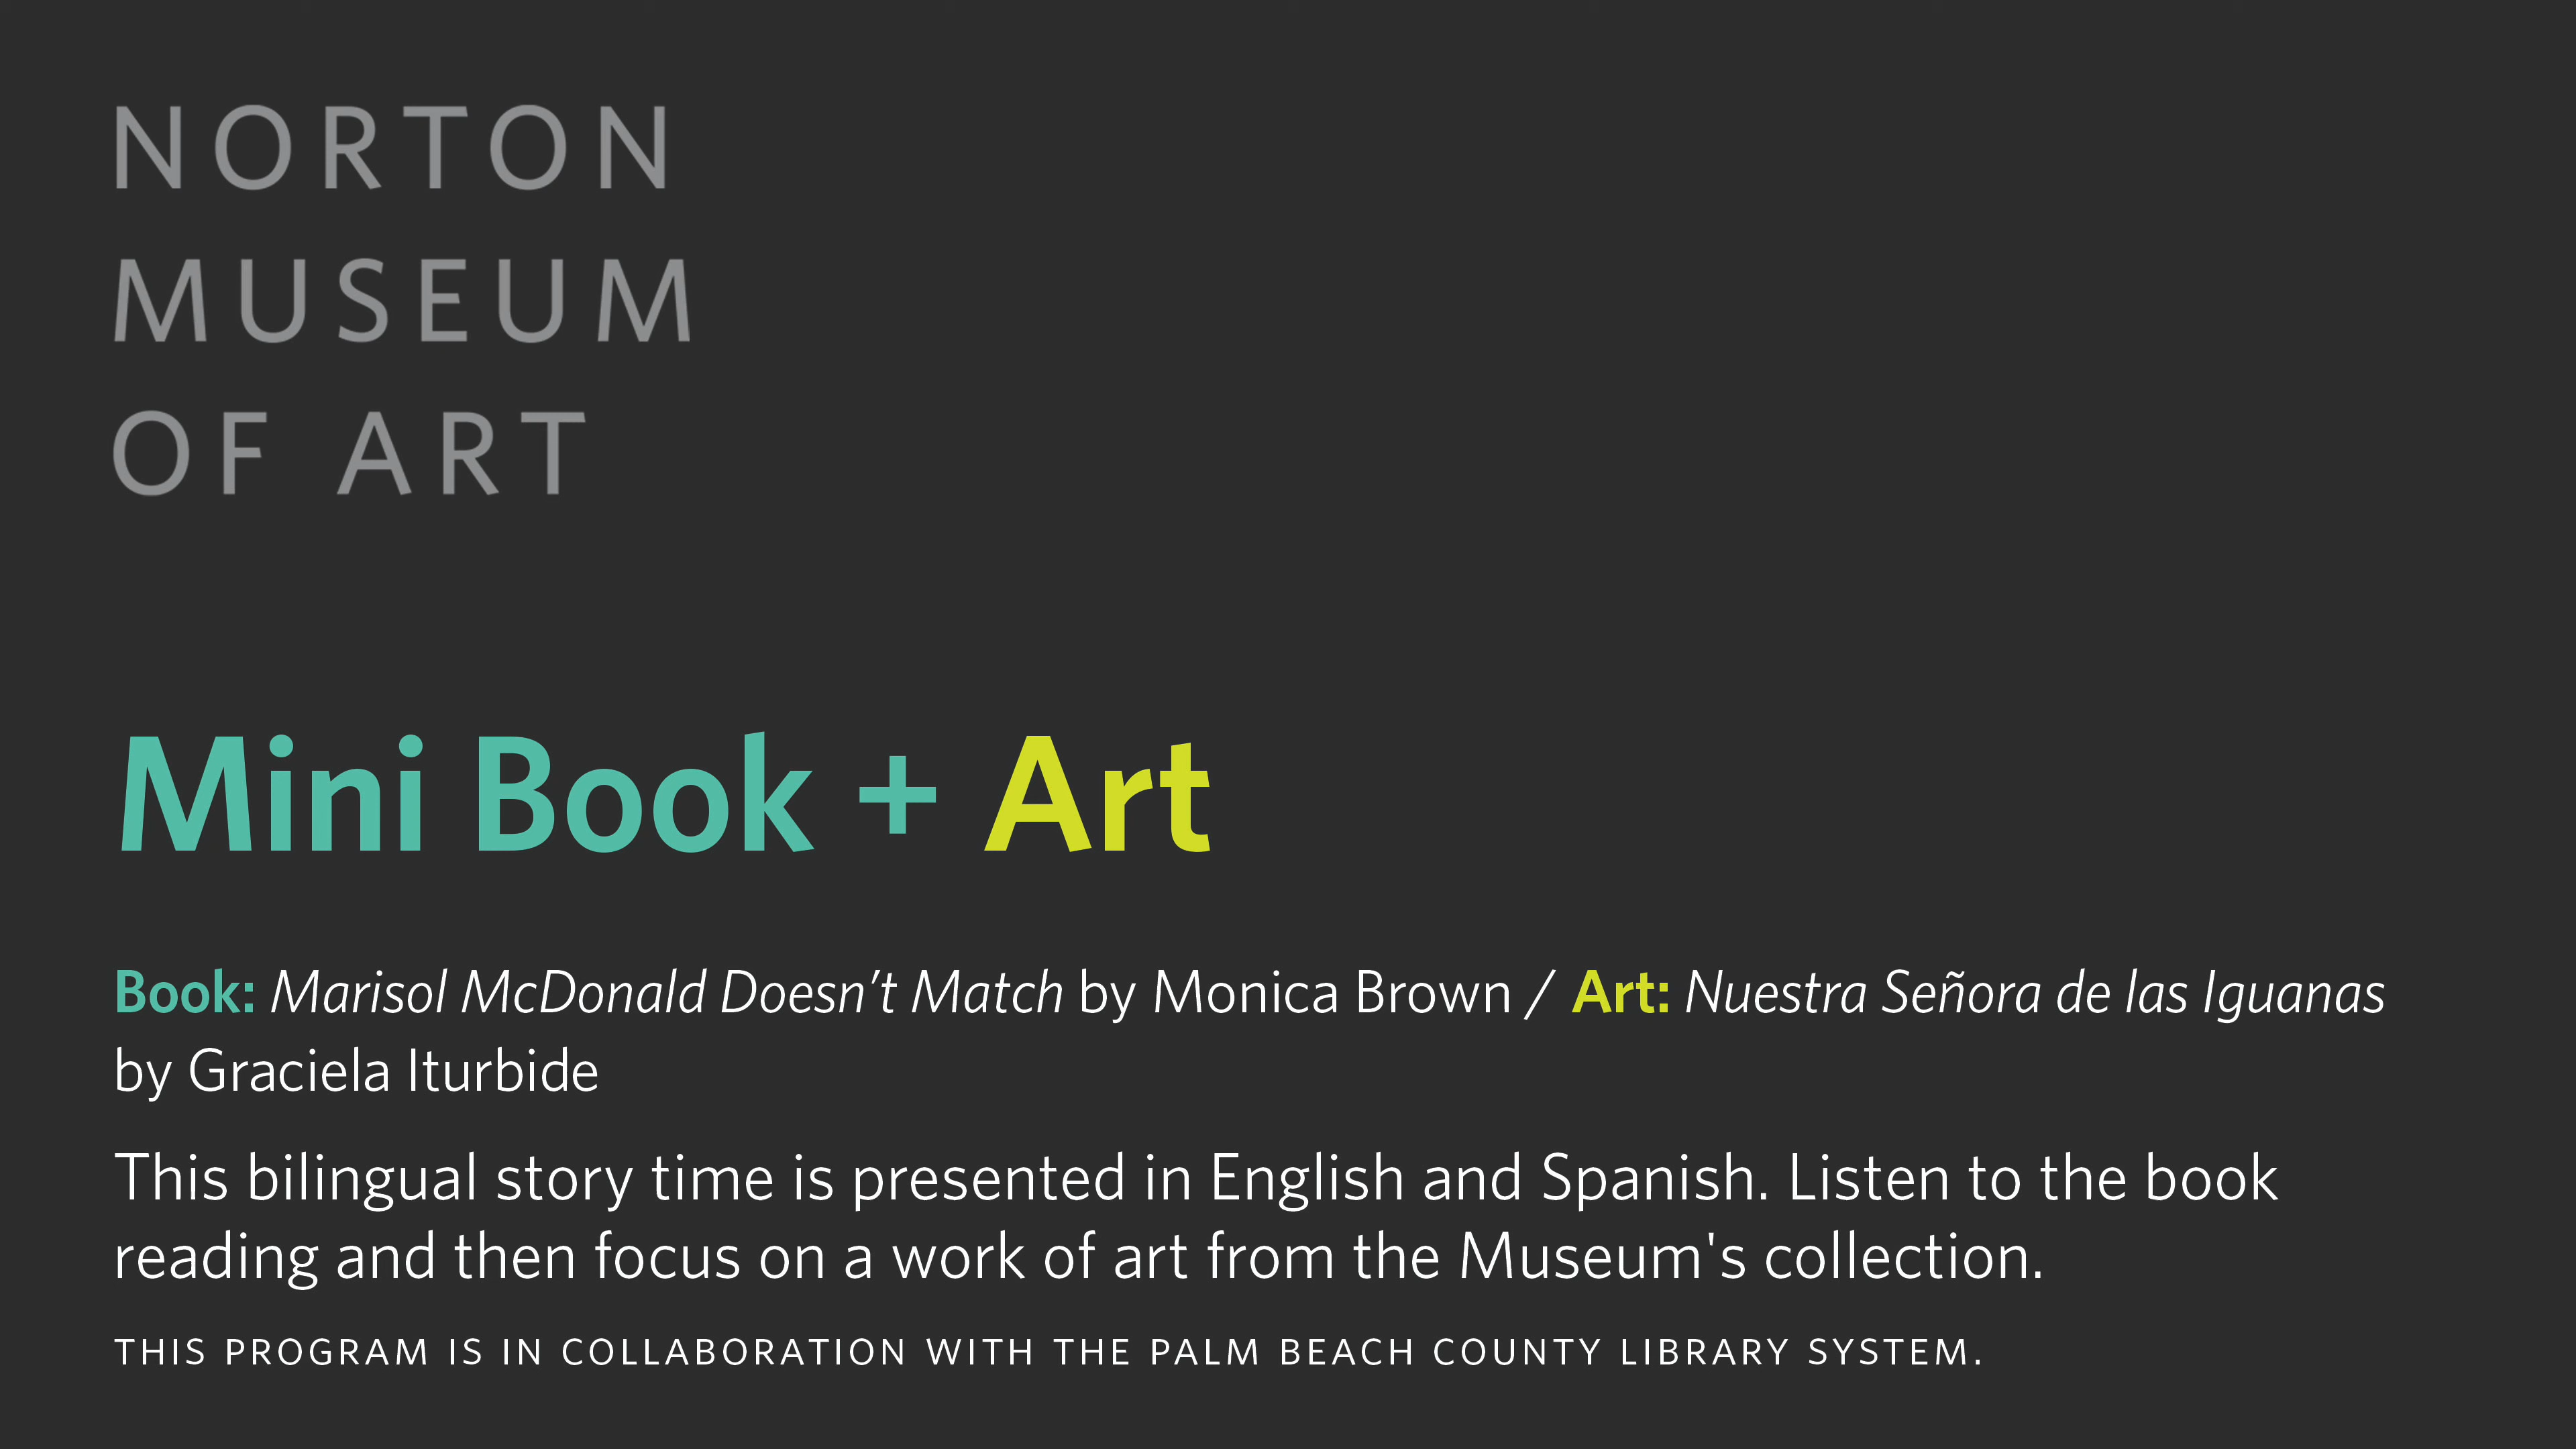 NORTON
MUSEUM
OF ART
Mini Book + Art
Book: Marisol McDonald Doesn’t Match by Monica Brown / Art: Nuestra Señora de las Iguanas
by Graciela Iturbide
This bilingual story time is presented in English and Spanish. Listen to the book
reading and then focus on a work of art from the Museum's collection.
THIS PROGRAM IS IN COLLABORATION WITH THE PALM BEACH COUNTY LIBRARY SYSTEM.